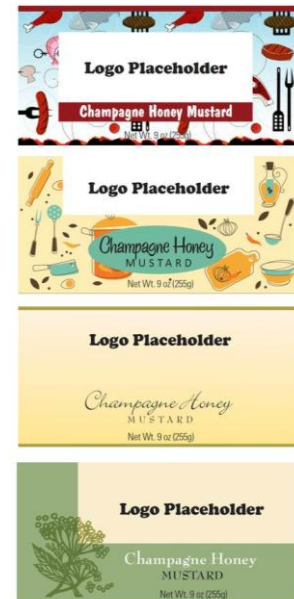 Logo Placeholder
Champagne Honey Mustard
Net Wt. 9 oz (255g)
Logo Placeholder
Champagne Honey
MUSTARD
Net Wt. 9 oz (255g)
Logo Placeholder
Champagne Honey
MUSTARD
Net Wt. 9 oz (255g)
Logo Placeholder
Champagne Honey
MUSTARD
Net Wt. 9 oz (255g)